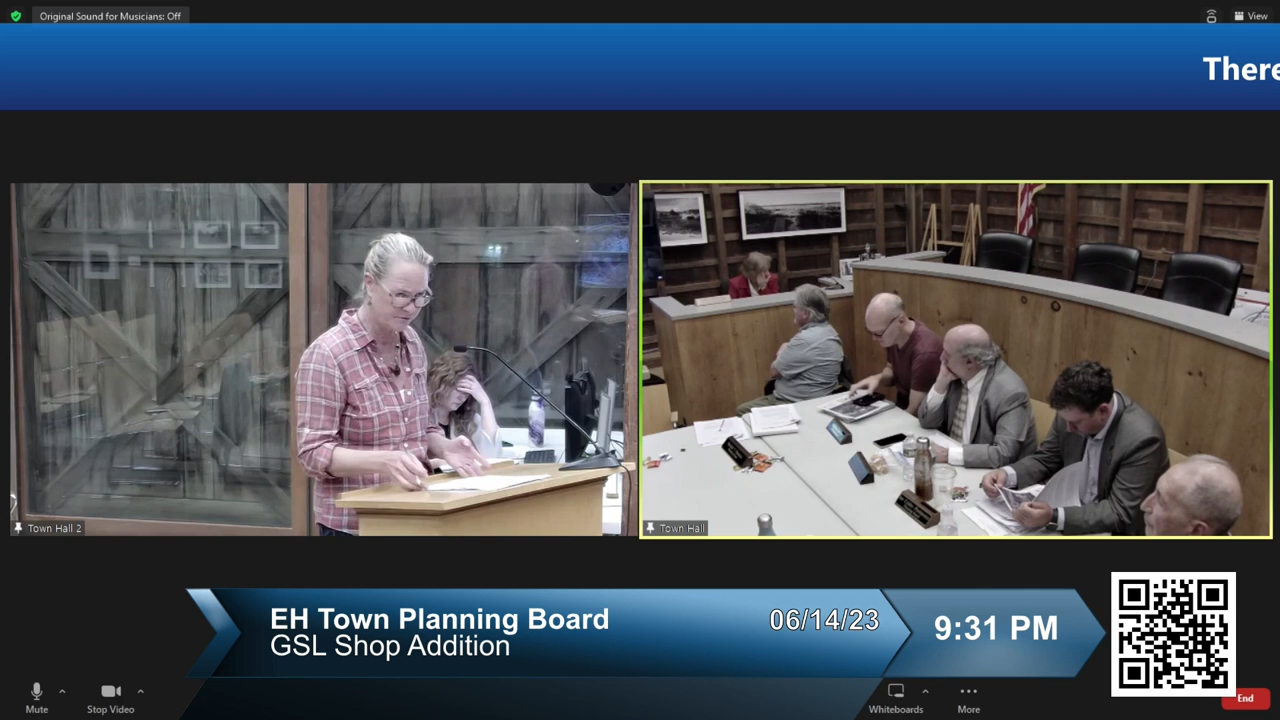 Original Sound for Musicians: Off
View
There
Town Hall 2
Town Hall
EH Town Planning Board
06/14/23
9:31 PM
GSL Shop Addition
Mute
Stop Video
Whiteboards
More
End